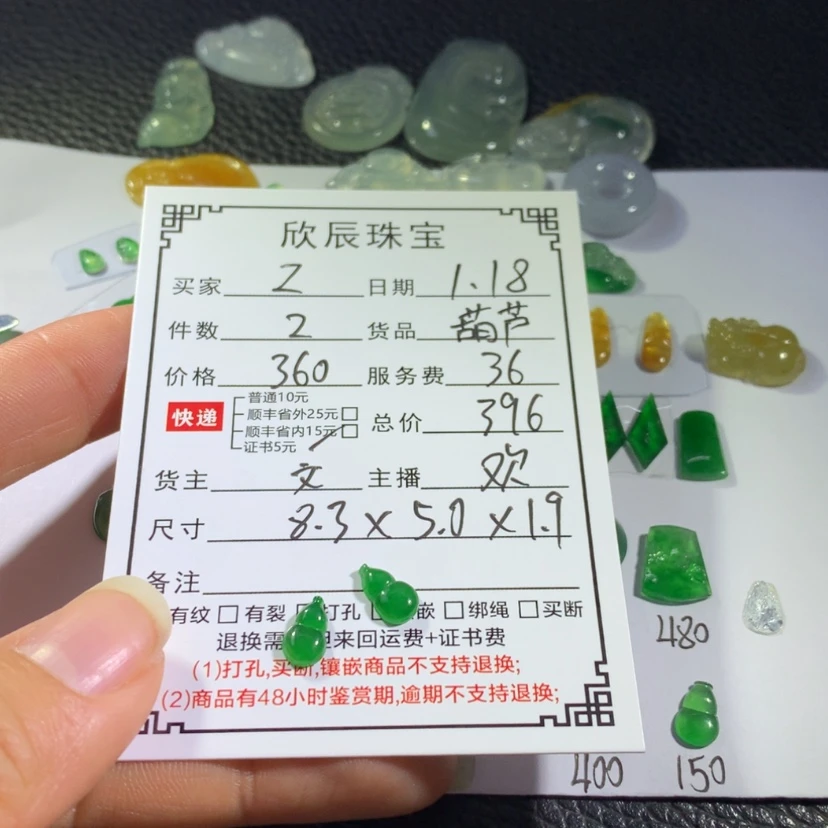 欣辰珠宝
买家 Z 日期 1.18
件数 2 货品 葫芦
价格 360 服务费 36
快递
普通10元
顺丰省外25元
顺丰省内15元
证书5元
总价 396
货主 文 主播 欢
尺寸 8.3 x 5.0 x 1.9
备注
有纹 有裂 打孔 嵌 绑绳 买断
退换需 担来回运费+证书费
(1)打孔,买断,镶嵌商品不支持退换;
(2)商品有48小时鉴赏期,逾期不支持退换;
480
400 150